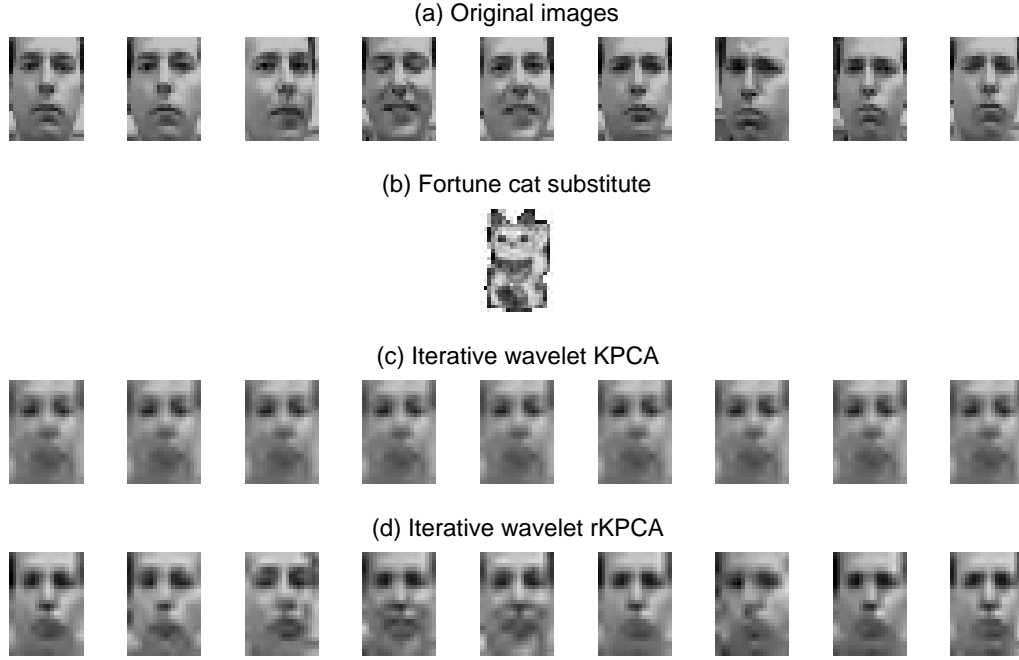 (a) Original images
(b) Fortune cat substitute
(c) Iterative wavelet KPCA
(d) Iterative wavelet rKPCA